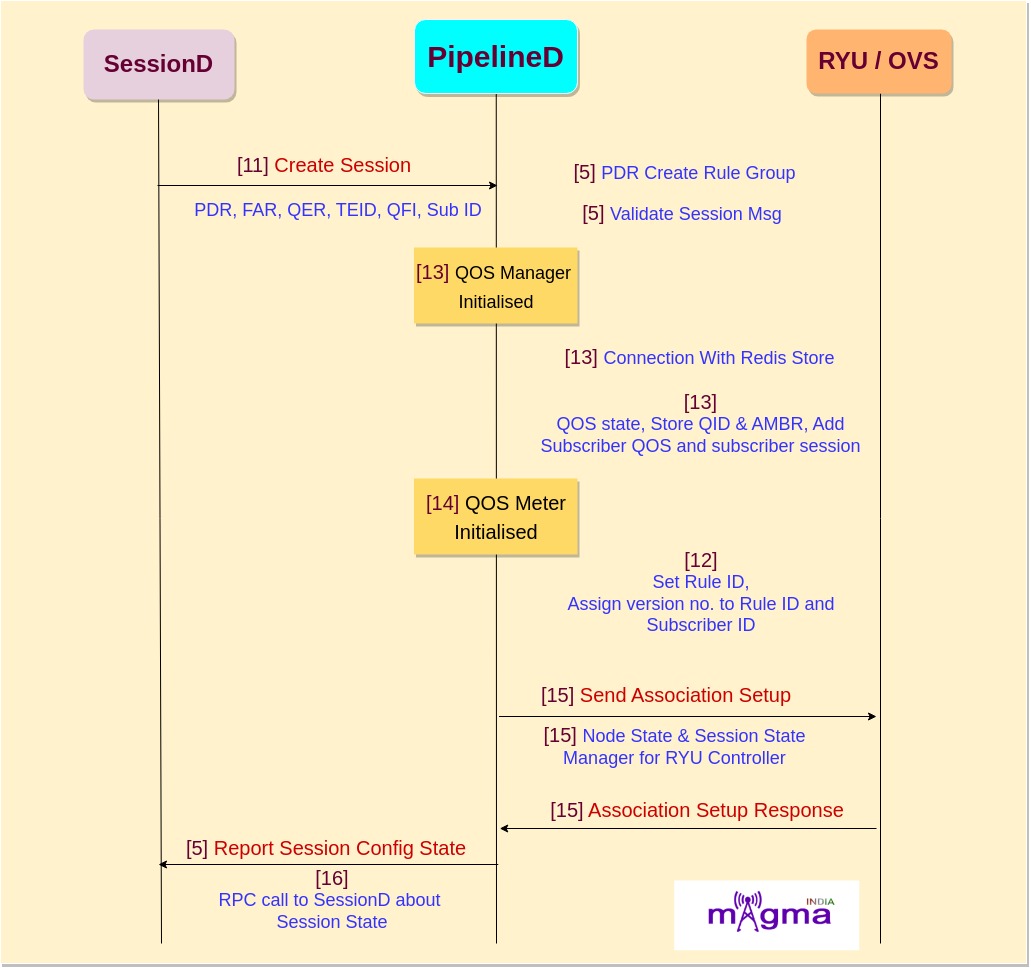 SessionD
PipelineD
RYU / OVS
[11] Create Session
PDR, FAR, QER, TEID, QFI, Sub ID
[5] PDR Create Rule Group
[5] Validate Session Msg
[13] QOS Manager
Initialised
[13] Connection With Redis Store
[13]
QOS state, Store QID & AMBR, Add
Subscriber QOS and subscriber session
[14] QOS Meter
Initialised
[12]
Set Rule ID,
Assign version no. to Rule ID and
Subscriber ID
[15] Send Association Setup
[15] Node State & Session State
Manager for RYU Controller
[15] Association Setup Response
[5] Report Session Config State
[16]
RPC call to SessionD about
Session State
INDIA
magma